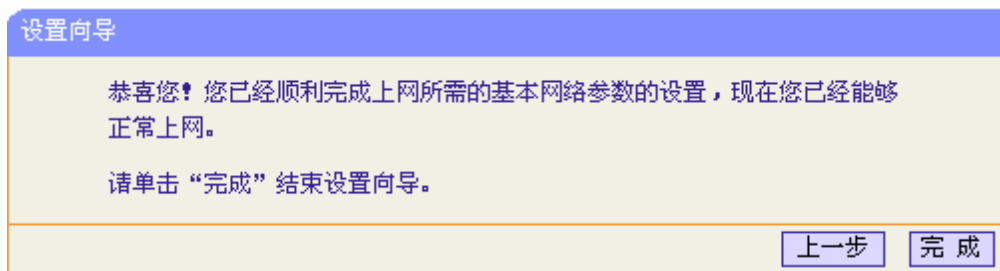 设置向导
恭喜您！您已经顺利完成上网所需的基本网络参数的设置，现在您已经能够
正常上网。
请单击“完成”结束设置向导。
上一步 完 成